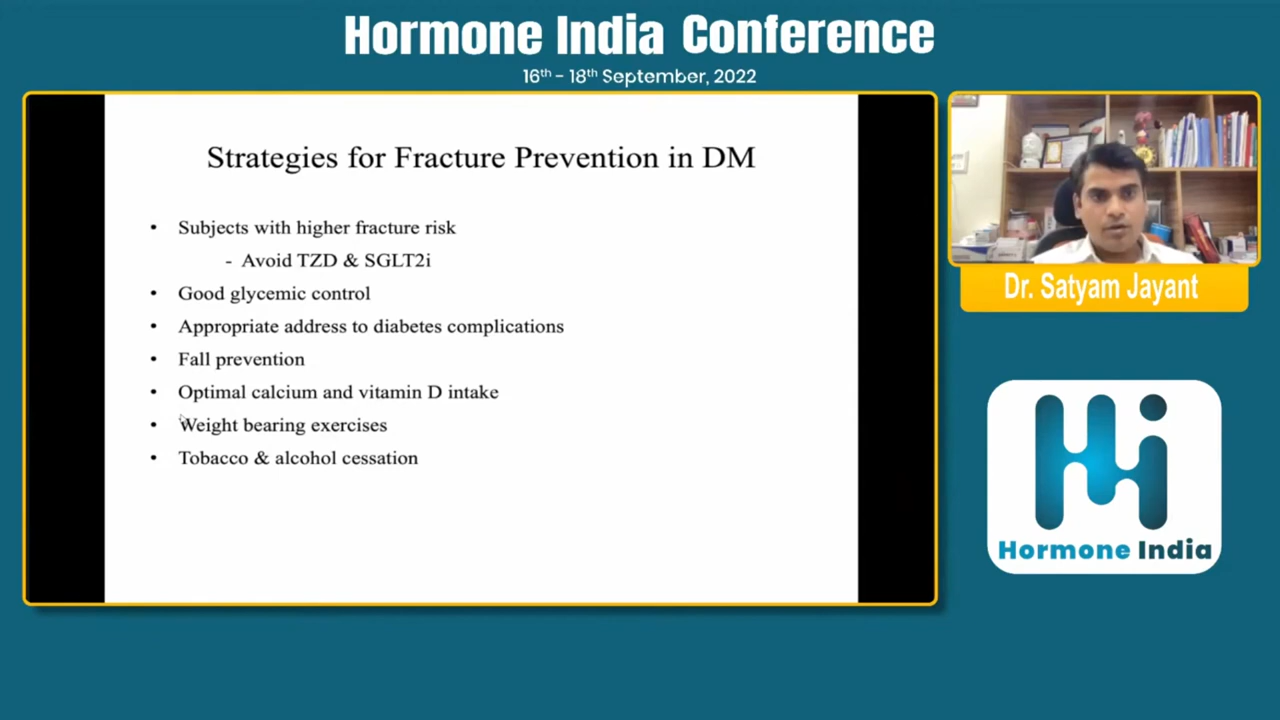 Hormone India Conference
16th - 18th September, 2022
Strategies for Fracture Prevention in DM
• Subjects with higher fracture risk
- Avoid TZD & SGLT2i
• Good glycemic control
• Appropriate address to diabetes complications
• Fall prevention
• Optimal calcium and vitamin D intake
• Weight bearing exercises
• Tobacco & alcohol cessation
Dr. Satyam Jayant
Hormone India